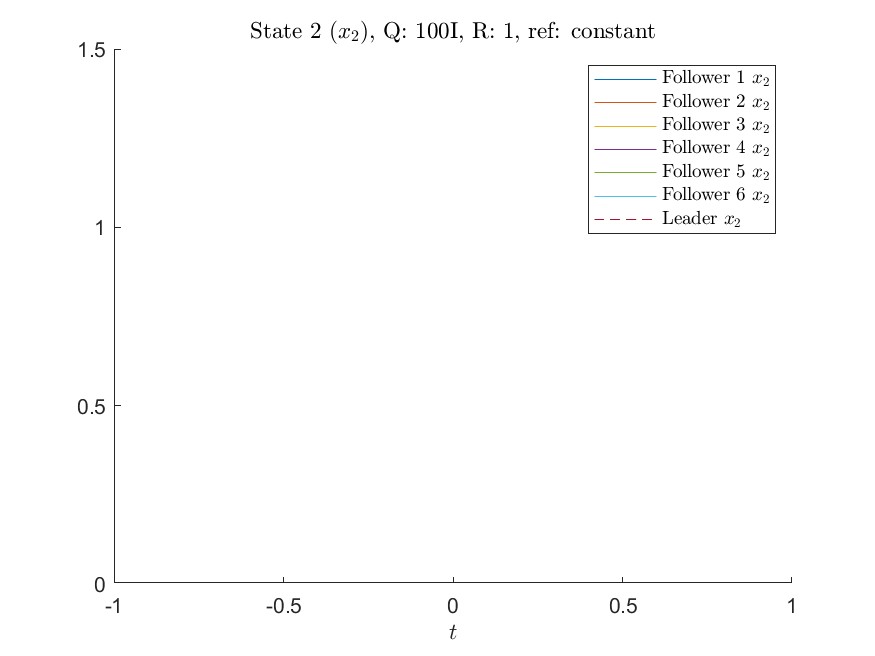 State 2 (x₂), Q: 100I, R: 1, ref: constant
1.5
1
0.5
0
-1
-0.5
0
0.5
1
t
Follower 1 x₂
Follower 2 x₂
Follower 3 x₂
Follower 4 x₂
Follower 5 x₂
Follower 6 x₂
Leader x₂